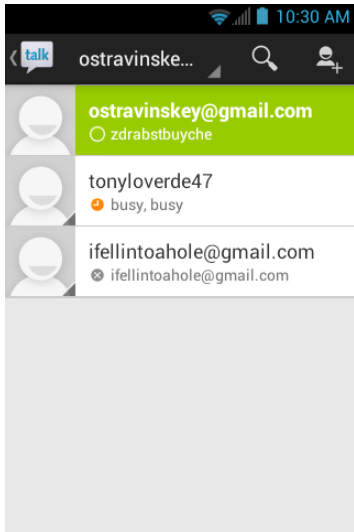 10:30 AM
talk
ostravinske...
ostravinskey@gmail.com
zdrabstbuyche
tonyloverde47
busy, busy
ifellintoahole@gmail.com
ifellintoahole@gmail.com